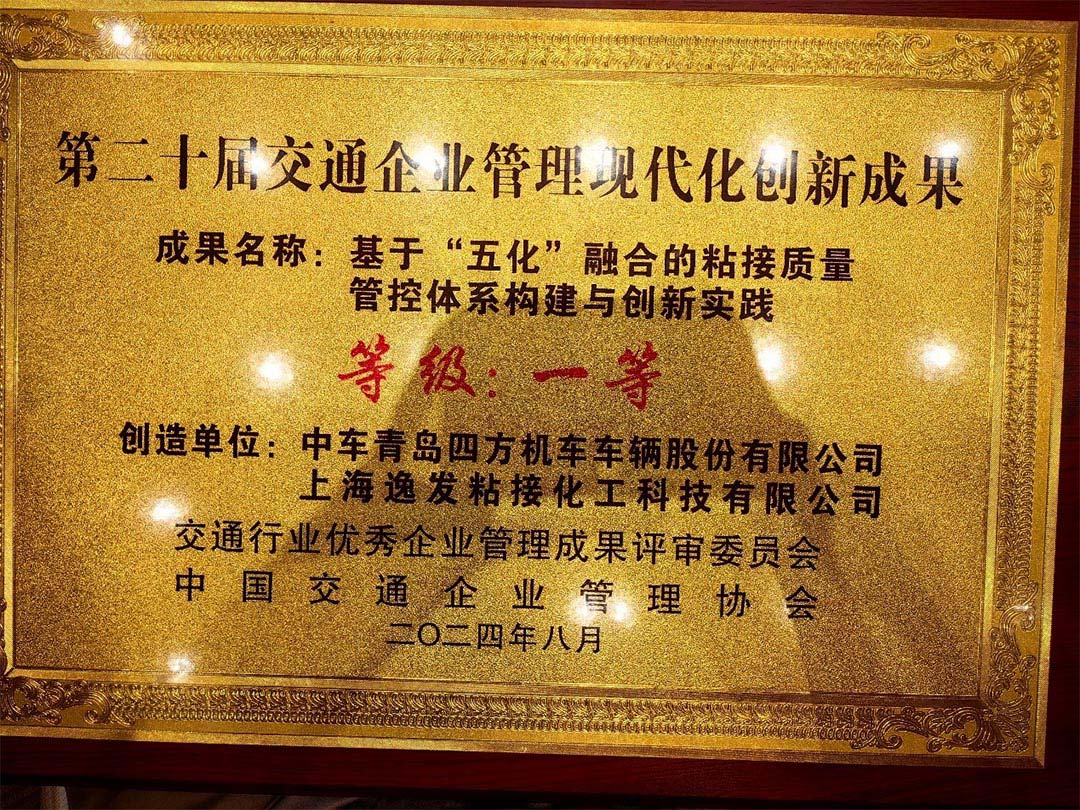 第二十届交通企业管理现代化创新成果
成果名称：基于“五化”融合的粘接质量
管控体系构建与创新实践
等级：一等
创造单位：中车青岛四方机车车辆股份有限公司
上海逸发粘接化工科技有限公司
交通行业优秀企业管理成果评审委员会
中国交通企业管理协会
二〇二四年八月